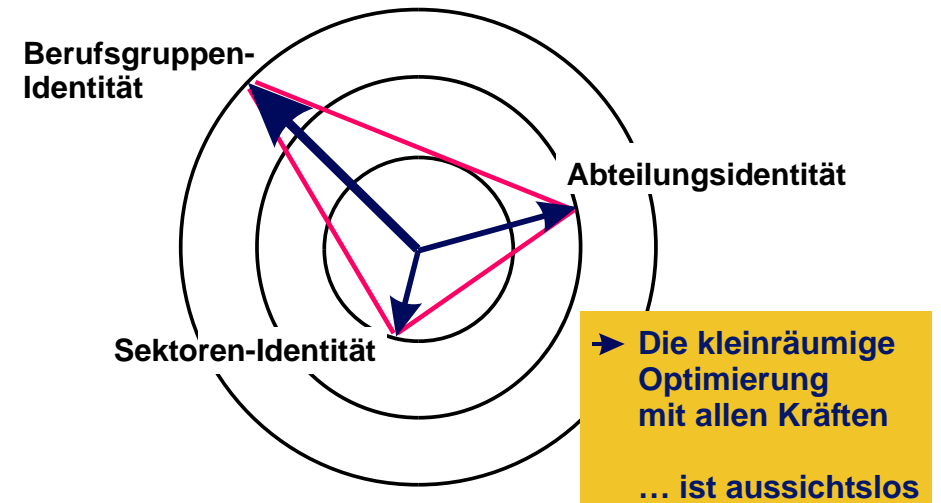 Berufsgruppen-
Identität
Abteilungsidentität
Sektoren-Identität
Die kleinräumige
Optimierung
mit allen Kräften
… ist aussichtslos